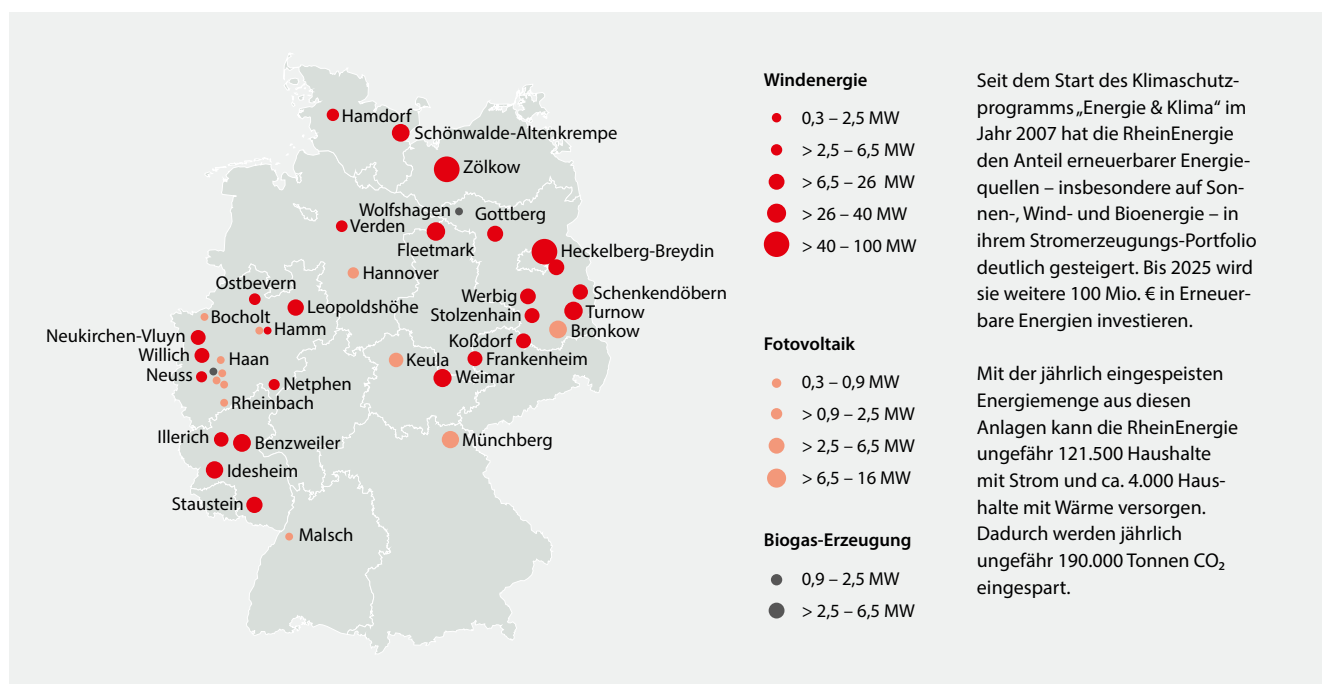 Hamdorf
Schönwalde-Altenkrempe
Zölkow
Wolfshagen
Gottberg
Verden
Fleetmark
Heckelberg-Breydin
Hannover
Ostbevern
Werbig
Schenkendöbern
Leopoldshöhe
Stolzenhain
Turnow
Bocholt
Hamm
Bronkow
Neukirchen-Vluyn
Koßdorf
Willich
Haan
Keula
Frankenheim
Neuss
Netphen
Weimar
Rheinbach
Illerich
Benzweiler
Münchberg
Idesheim
Staustein
Malsch
Windenergie
0,3 – 2,5 MW
> 2,5 – 6,5 MW
> 6,5 – 26 MW
> 26 – 40 MW
> 40 – 100 MW
Fotovoltaik
0,3 – 0,9 MW
> 0,9 – 2,5 MW
> 2,5 – 6,5 MW
> 6,5 – 16 MW
Biogas-Erzeugung
0,9 – 2,5 MW
> 2,5 – 6,5 MW
Seit dem Start des Klimaschutz-
programms „Energie & Klima“ im
Jahr 2007 hat die RheinEnergie
den Anteil erneuerbarer Energie-
quellen – insbesondere auf Son-
nen-, Wind- und Bioenergie – in
ihrem Stromerzeugungs-Portfolio
deutlich gesteigert. Bis 2025 wird
sie weitere 100 Mio. € in Erneuer-
bare Energien investieren.
Mit der jährlich eingespeisten
Energiemenge aus diesen
Anlagen kann die RheinEnergie
ungefähr 121.500 Haushalte
mit Strom und ca. 4.000 Haus-
halte mit Wärme versorgen.
Dadurch werden jährlich
ungefähr 190.000 Tonnen CO₂
eingespart.